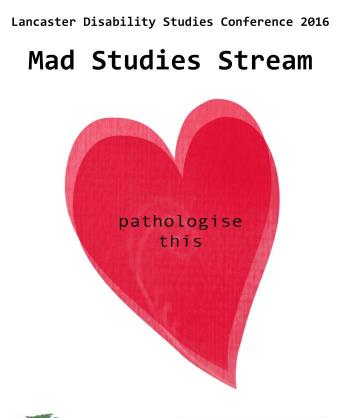 Lancaster Disability Studies Conference 2016
Mad Studies Stream
pathologise
this